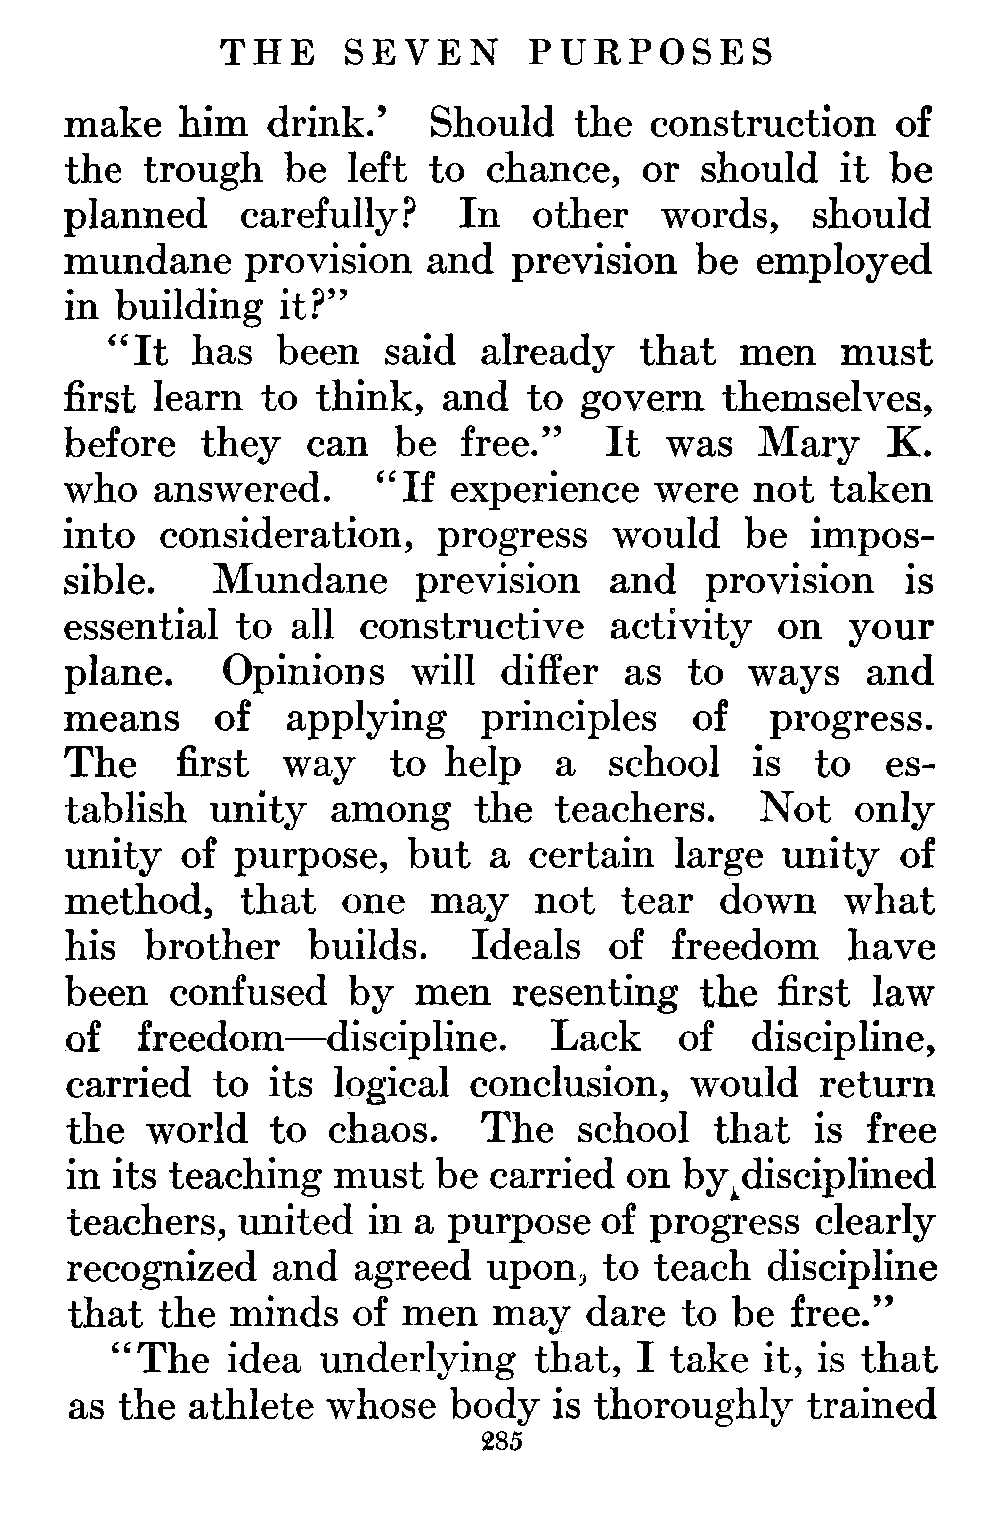 THE SEVEN PURPOSES
make him drink.’ Should the construction of
the trough be left to chance, or should it be
planned carefully? In other words, should
mundane provision and prevision be employed
in building it?”
“It has been said already that men must
first learn to think, and to govern themselves,
before they can be free.” It was Mary K.
who answered. “If experience were not taken
into consideration, progress would be impos-
sible. Mundane prevision and provision is
essential to all constructive activity on your
plane. Opinions will differ as to ways and
means of applying principles of progress.
The first way to help a school is to es-
tablish unity among the teachers. Not only
unity of purpose, but a certain large unity of
method, that one may not tear down what
his brother builds. Ideals of freedom have
been confused by men resenting the first law
of freedom—discipline. Lack of discipline,
carried to its logical conclusion, would return
the world to chaos. The school that is free
in its teaching must be carried on by disciplined
teachers, united in a purpose of progress clearly
recognized and agreed upon, to teach discipline
that the minds of men may dare to be free.”
“The idea underlying that, I take it, is that
as the athlete whose body is thoroughly trained
285